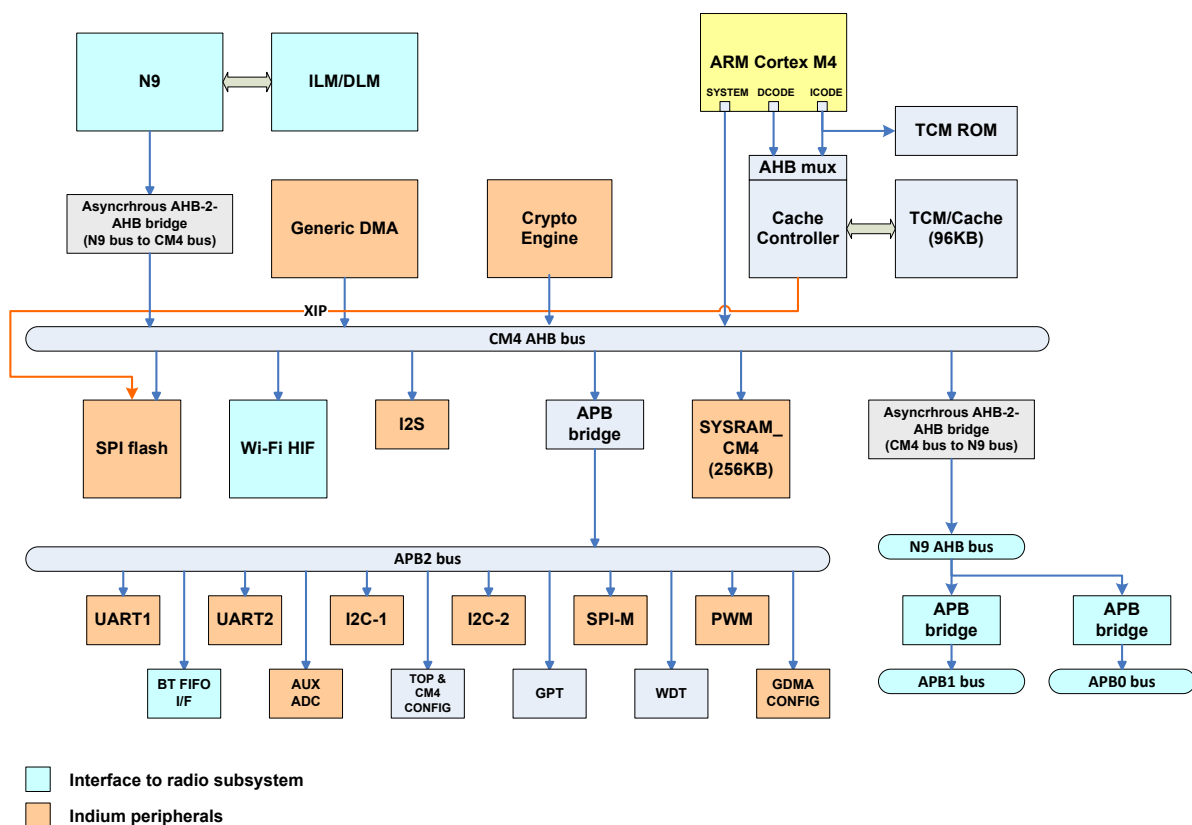 N9
ILM/DLM
ARM Cortex M4
SYSTEM
DCODE
ICODE
TCM ROM
AHB mux
Asyncrhrous AHB-2-
AHB bridge
(N9 bus to CM4 bus)
Generic DMA
Crypto
Engine
Cache
Controller
TCM/Cache
(96KB)
XIP
CM4 AHB bus
SPI flash
Wi-Fi HIF
I2S
APB
bridge
SYSRAM_
CM4
(256KB)
Asyncrhrous AHB-2-
AHB bridge
(CM4 bus to N9 bus)
N9 AHB bus
APB2 bus
UART1
UART2
I2C-1
I2C-2
SPI-M
PWM
APB
bridge
APB
bridge
BT FIFO
I/F
AUX
ADC
TOP &
CM4
CONFIG
GPT
WDT
GDMA
CONFIG
APB1 bus
APB0 bus
Interface to radio subsystem
Indium peripherals